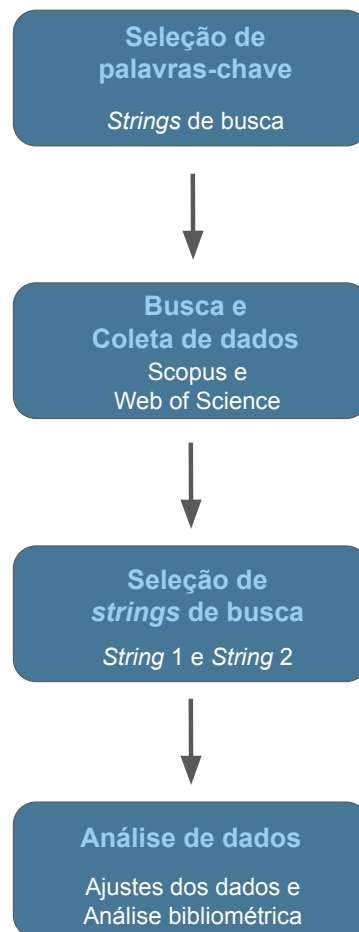 Seleção de
palavras-chave
Strings de busca
Busca e
Coleta de dados
Scopus e
Web of Science
Seleção de
strings de busca
String 1 e String 2
Análise de dados
Ajustes dos dados e
Análise bibliométrica